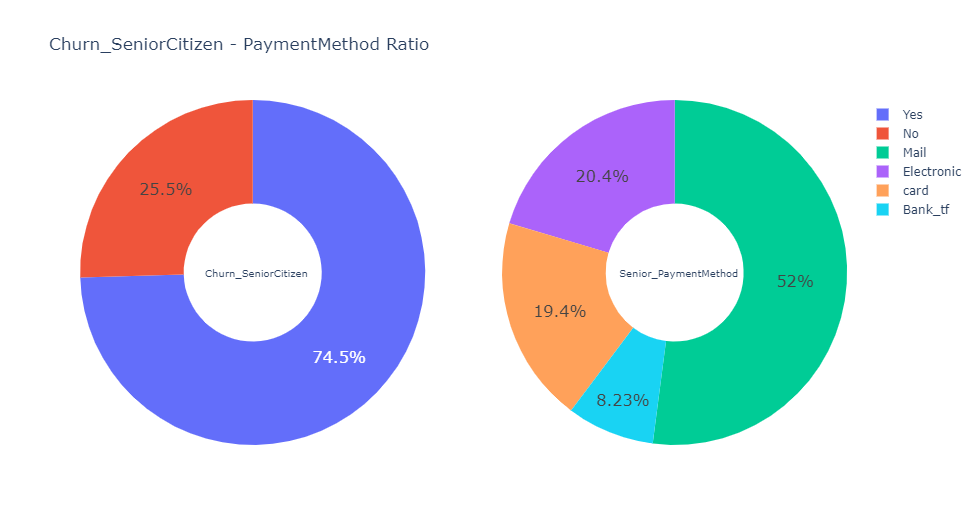 Churn_SeniorCitizen - PaymentMethod Ratio
Yes
No
Mail
Electronic
card
Bank_tf
25.5%
Churn_SeniorCitizen
74.5%
20.4%
19.4%
Senior_PaymentMethod
52%
8.23%